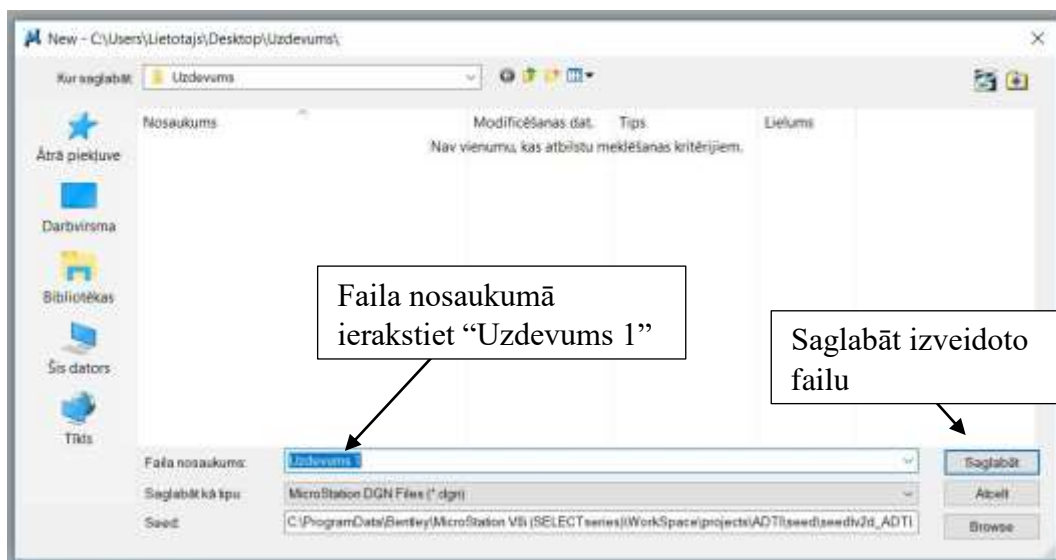 New - C:\Users\Lietotajs\Desktop\Uzdevums\
Kur saglabāt: Uzdevums
Nosaukums Modificēšanas dat. Tips Lielums
Nav vienumu, kas atbilstu meklēšanas kritērijiem.
Ātrā piekļuve
Darbvirsma
Bibliotēkas
Šis dators
Tīkls
Faila nosaukumā
ierakstiet “Uzdevums 1”
Saglabāt izveidoto
failu
Faila nosaukums: Uzdevums 1 Saglabāt
Saglabāt kā tipu: MicroStation DGN Files (*.dgn) Atcelt
Seed: C:\ProgramData\Bentley\MicroStation V8i (SELECTseries)\WorkSpace\projects\ADTI\seed\seedlv2d_ADTI Browse